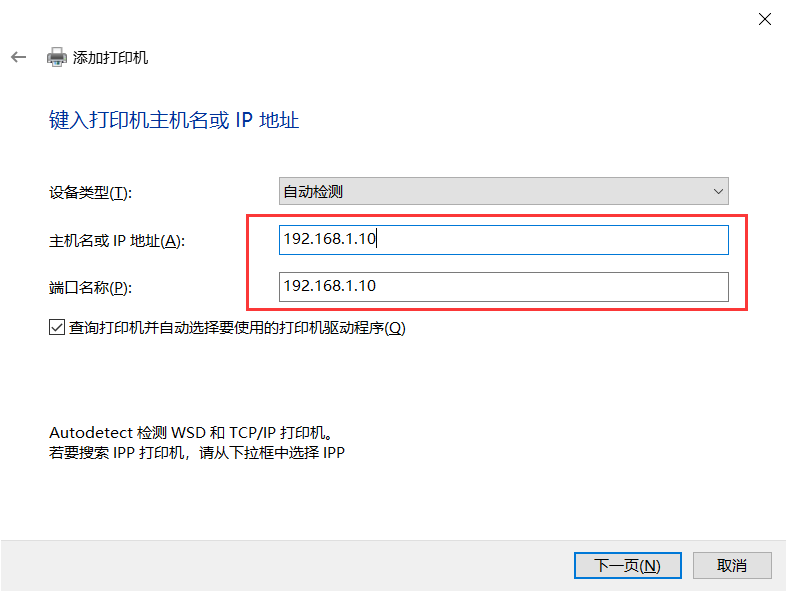 添加打印机
键入打印机主机名或 IP 地址
设备类型(T):
自动检测
主机名或 IP 地址(A):
192.168.1.10
端口名称(P):
192.168.1.10
查询打印机并自动选择要使用的打印机驱动程序(Q)
Autodetect 检测 WSD 和 TCP/IP 打印机。
若要搜索 IPP 打印机，请从下拉框中选择 IPP
下一页(N)
取消